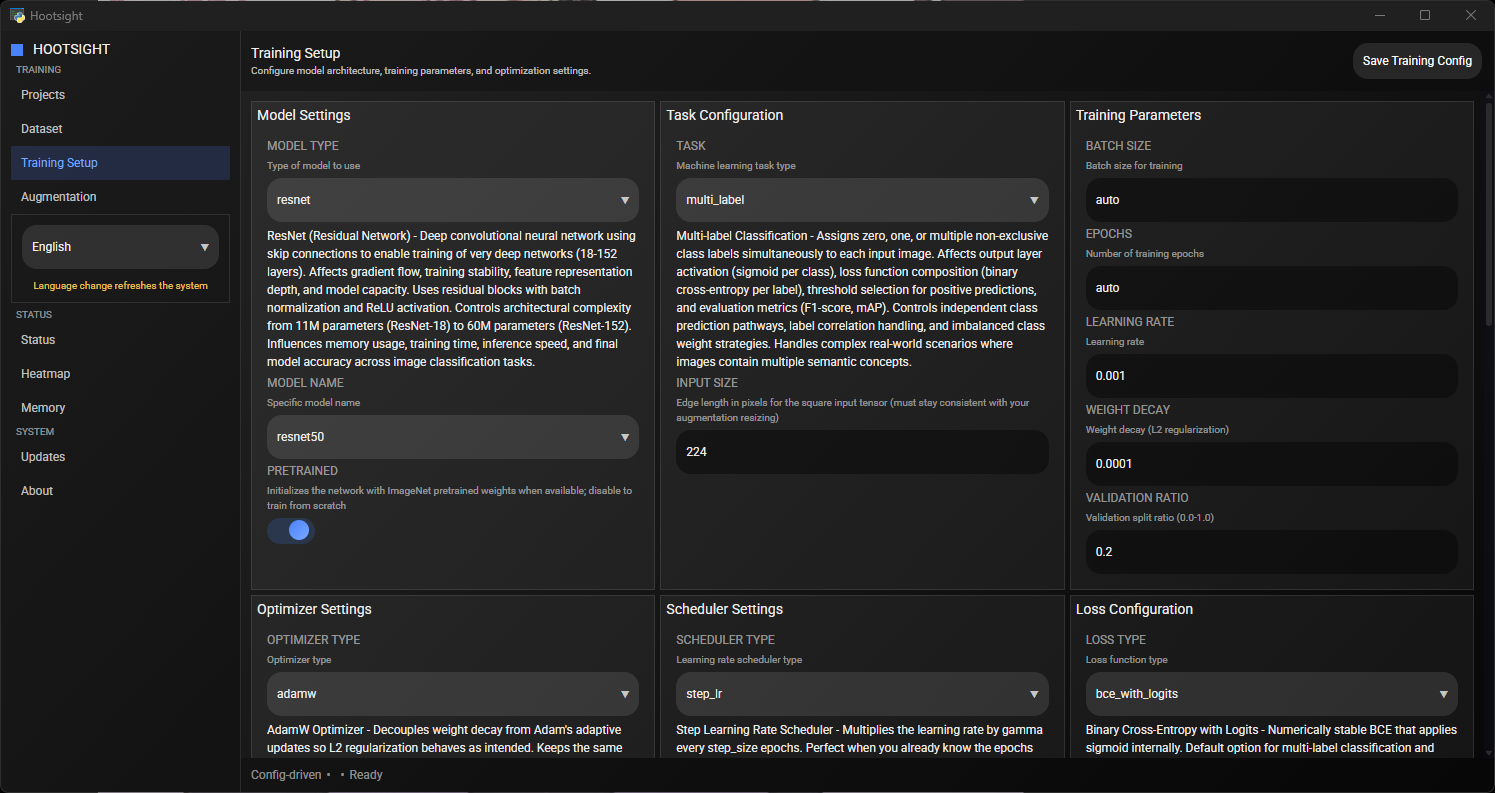 Hootsight
HOOTSIGHT
TRAINING
Projects
Dataset
Training Setup
Augmentation
English
Language change refreshes the system
STATUS
Status
Heatmap
Memory
SYSTEM
Updates
About
Training Setup
Configure model architecture, training parameters, and optimization settings.
Save Training Config
Model Settings
MODEL TYPE
Type of model to use
resnet
ResNet (Residual Network) - Deep convolutional neural network using
skip connections to enable training of very deep networks (18-152
layers). Affects gradient flow, training stability, feature representation
depth, and model capacity. Uses residual blocks with batch
normalization and ReLU activation. Controls architectural complexity
from 11M parameters (ResNet-18) to 60M parameters (ResNet-152).
Influences memory usage, training time, inference speed, and final
model accuracy across image classification tasks.
MODEL NAME
Specific model name
resnet50
PRETRAINED
Initializes the network with ImageNet pretrained weights when available; disable to
train from scratch
Task Configuration
TASK
Machine learning task type
multi_label
Multi-label Classification - Assigns zero, one, or multiple non-exclusive
class labels simultaneously to each input image. Affects output layer
activation (sigmoid per class), loss function composition (binary
cross-entropy per label), threshold selection for positive predictions,
and evaluation metrics (F1-score, mAP). Controls independent class
prediction pathways, label correlation handling, and imbalanced class
weight strategies. Handles complex real-world scenarios where
images contain multiple semantic concepts.
INPUT SIZE
Edge length in pixels for the square input tensor (must stay consistent with your
augmentation resizing)
224
Training Parameters
BATCH SIZE
Batch size for training
auto
EPOCHS
Number of training epochs
auto
LEARNING RATE
Learning rate
0.001
WEIGHT DECAY
Weight decay (L2 regularization)
0.0001
VALIDATION RATIO
Validation split ratio (0.0-1.0)
0.2
Optimizer Settings
OPTIMIZER TYPE
Optimizer type
adamw
AdamW Optimizer - Decouples weight decay from Adam's adaptive
updates so L2 regularization behaves as intended. Keeps the same
Scheduler Settings
SCHEDULER TYPE
Learning rate scheduler type
step_lr
Step Learning Rate Scheduler - Multiplies the learning rate by gamma
every step_size epochs. Perfect when you already know the epochs
Loss Configuration
LOSS TYPE
Loss function type
bce_with_logits
Binary Cross-Entropy with Logits - Numerically stable BCE that applies
sigmoid internally. Default option for multi-label classification and
Config-driven • • Ready